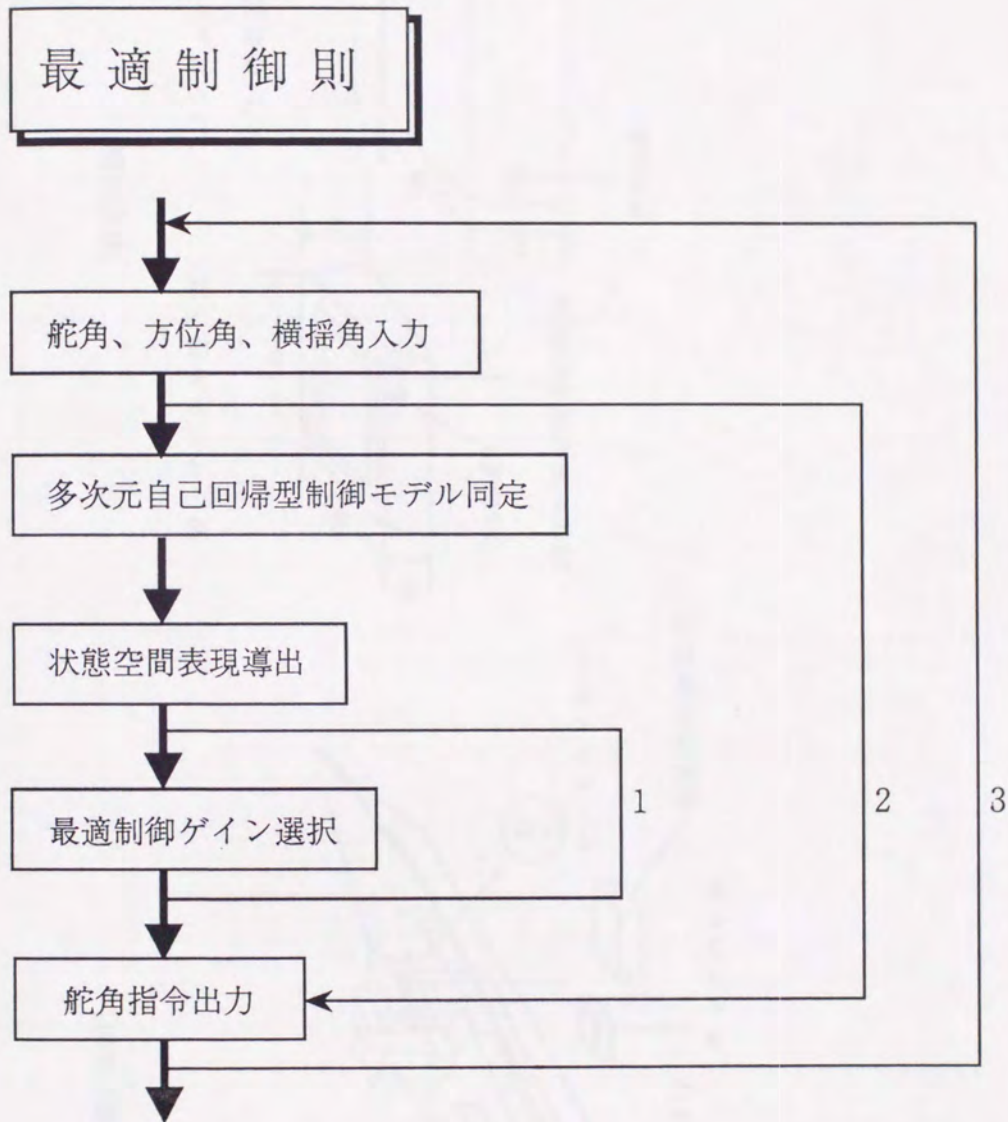 最適制御則
舵角、方位角、横揺角入力
多次元自己回帰型制御モデル同定
状態空間表現導出
最適制御ゲイン選択
舵角指令出力
1
2
3